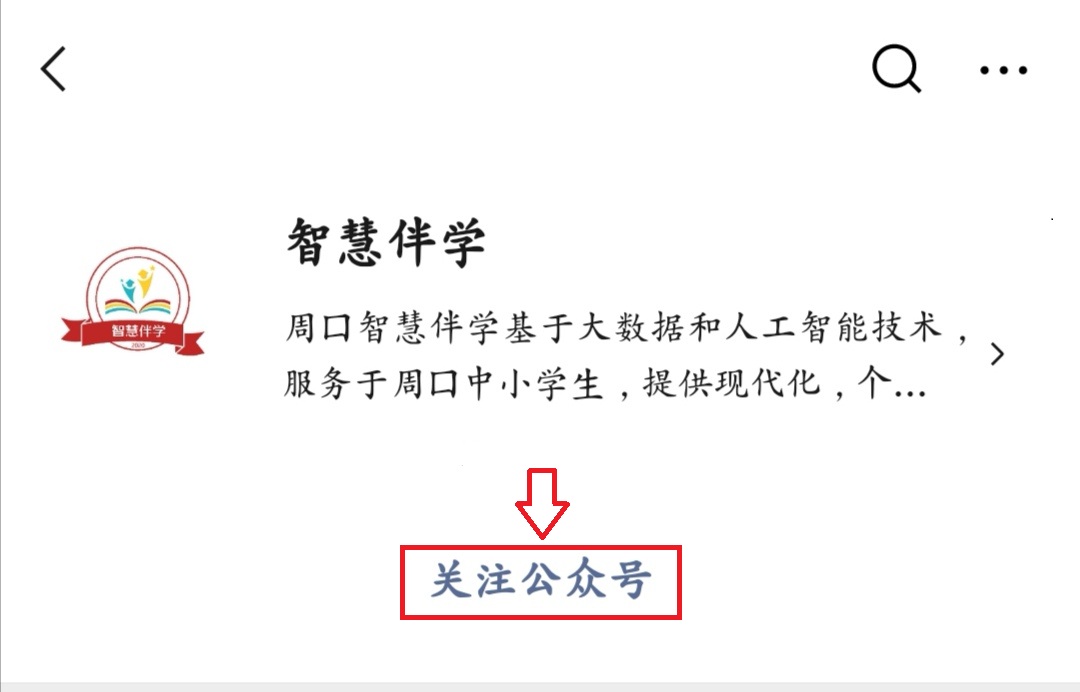 智慧伴学
周口智慧伴学基于大数据和人工智能技术，
服务于周口中小学生，提供现代化，个...
智慧伴学
2020
关注公众号